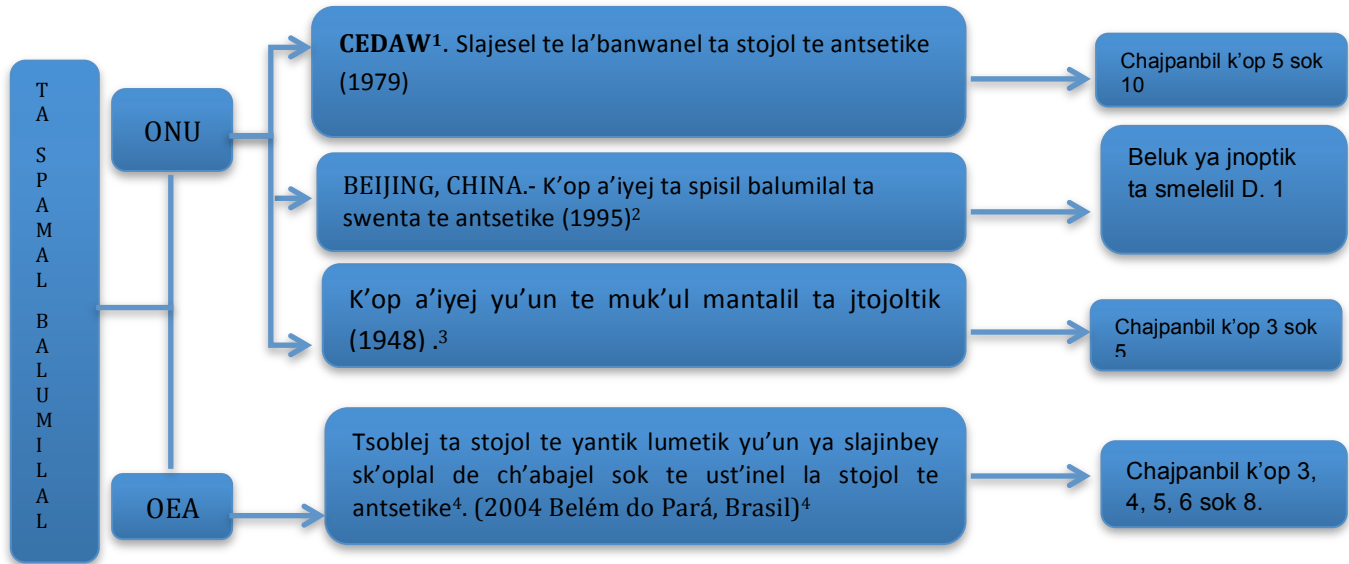 TA SPAMAL BALUMILAL
ONU
CEDAW¹. Slajesel te la’banwanel ta stojol te antsetike
(1979)
Chajpanbil k’op 5 sok
10
BEIJING, CHINA.- K’op a’iyej ta spisil balumilal ta
swenta te antsetike (1995)²
Beluk ya jnoptik
ta smelelil D. 1
K’op a’iyej yu’un te muk’ul mantalil ta jtojoltik
(1948) .³
Chajpanbil k’op 3 sok
5
OEA
Tsoblej ta stojol te yantik lumetik yu’un ya slajinbey
sk’oplal de ch’abajel sok te ust’inel la stojol te
antsetike⁴. (2004 Belém do Pará, Brasil)⁴
Chajpanbil k’op 3,
4, 5, 6 sok 8.